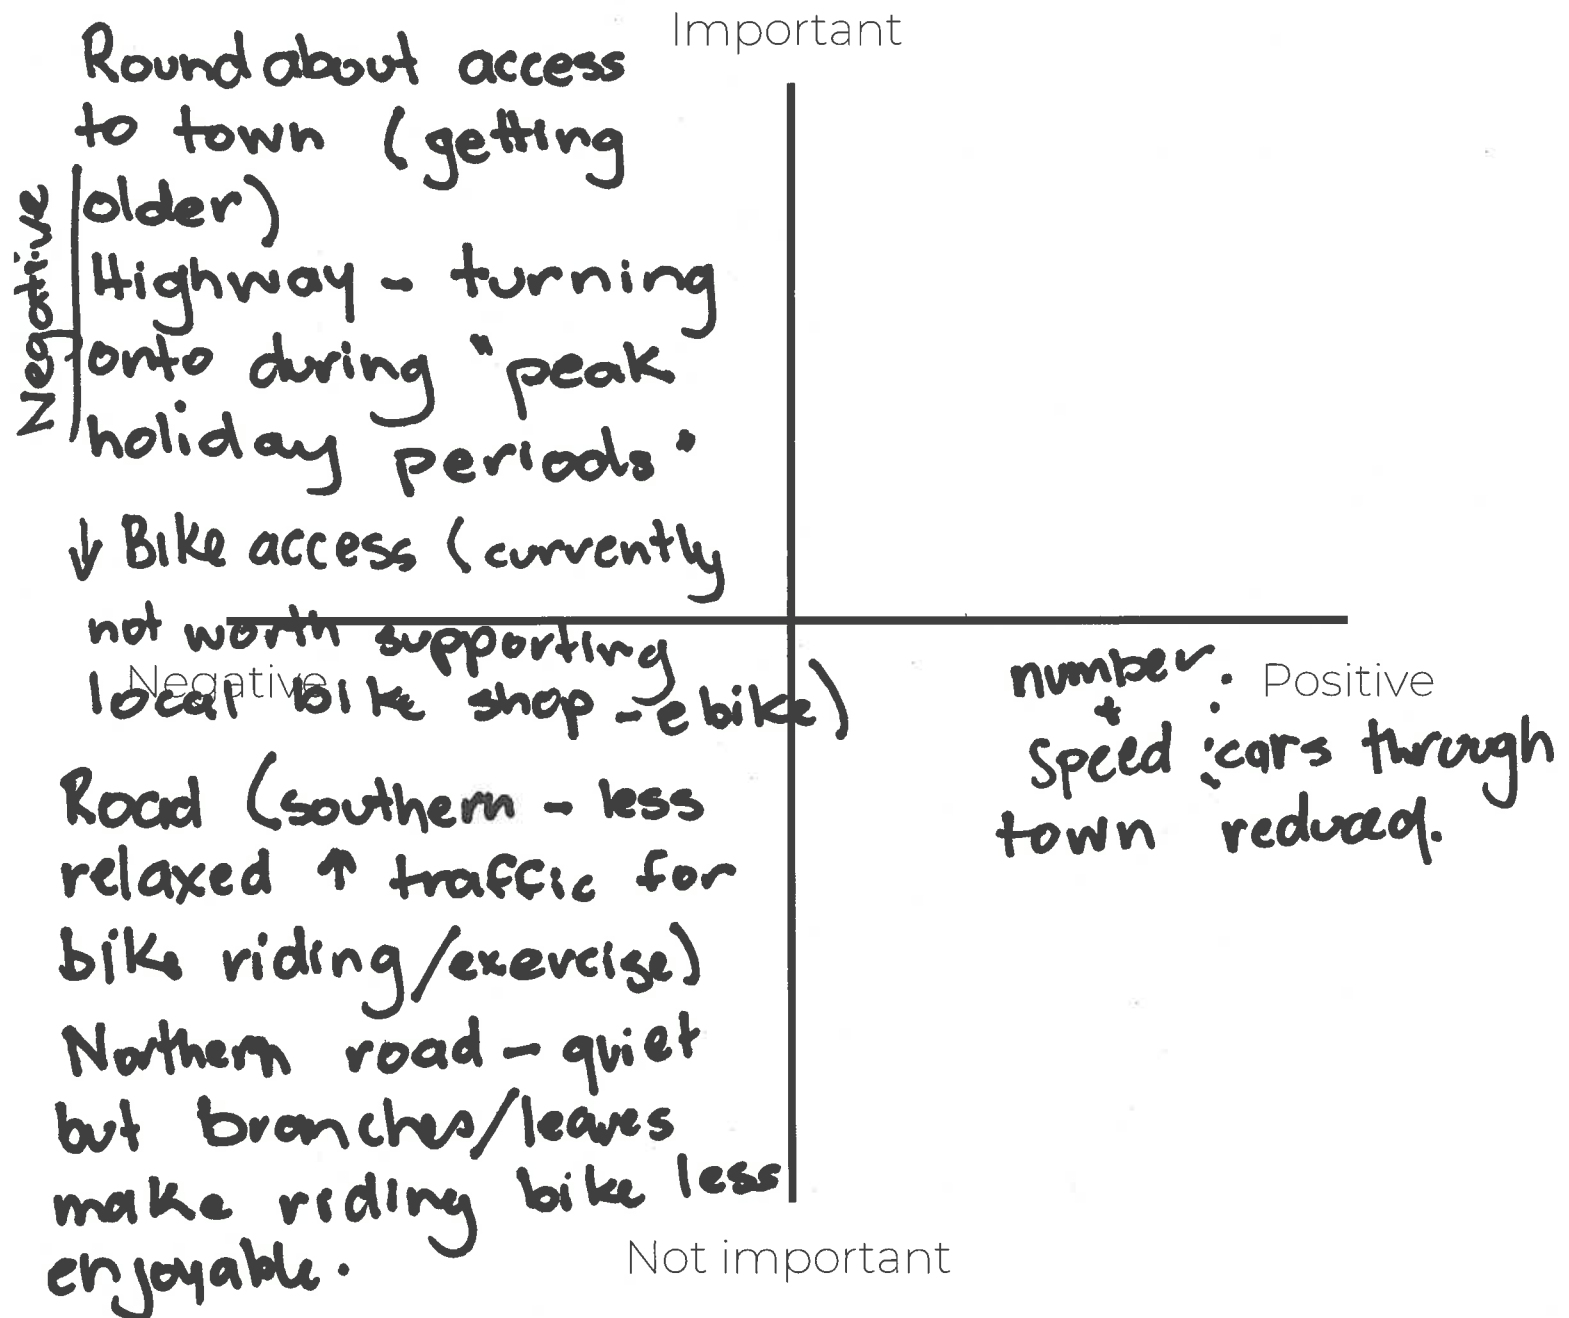 Important
Roundabout access
to town (getting
older)
Negative
Highway - turning
onto during "peak
holiday periods"
↓ Bike access (currently
not worth supporting
Negative
local bike shop - ebike)
Road (southern - less
relaxed ↑ traffic for
bike riding/exercise)
Northern road - quiet
but branches/leaves
make riding bike less
enjoyable.
Positive
number
+
speed : cars through
town reduced.
Not important